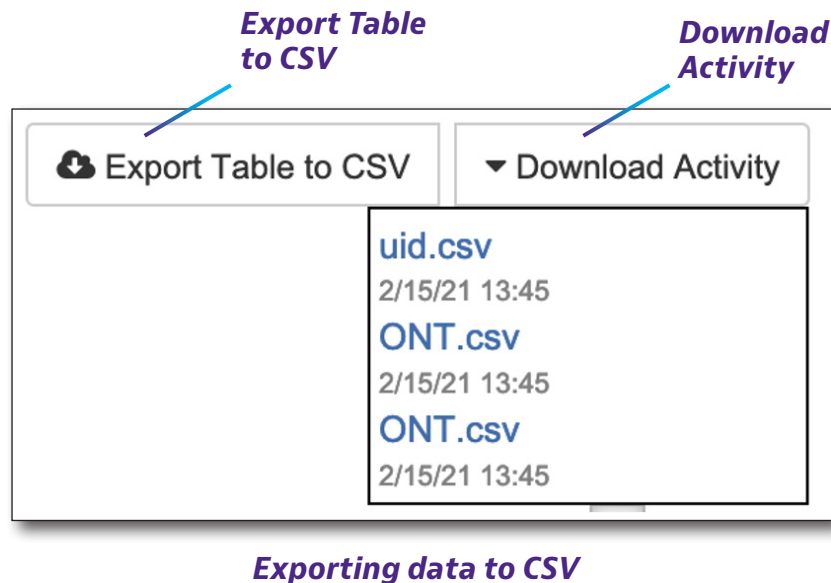 Export Table
to CSV
Download
Activity
Export Table to CSV
Download Activity
uid.csv
2/15/21 13:45
ONT.csv
2/15/21 13:45
ONT.csv
2/15/21 13:45
Exporting data to CSV